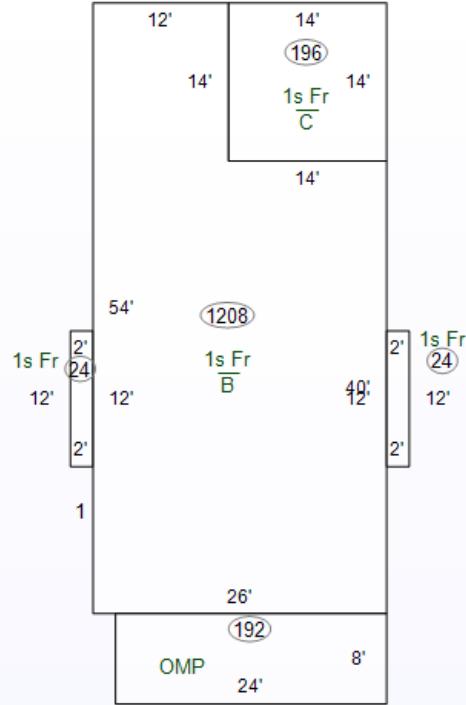 12' 14'
196
14' 14'
1s Fr
C
14'
54'
1208
1s Fr 2' 2' 1s Fr
24 1s Fr 24
B
12' 12' 40' 12' 12'
2' 2'
1
26'
192
OMP 8'
24'